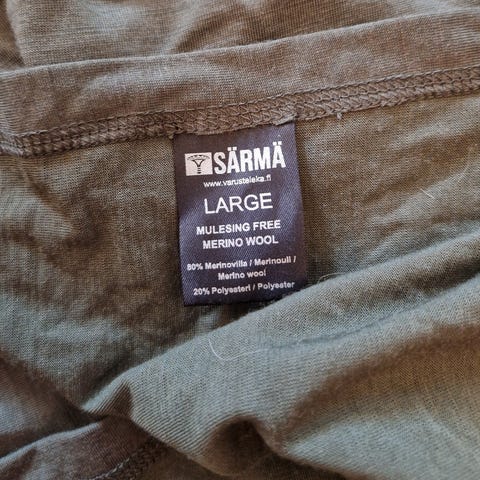 SÄRMÄ
www.varusteleka.fi
LARGE
MULESING FREE
MERINO WOOL
80% Merinovilla / Merinoull /
Merino wool
20% Polyesteri / Polyester